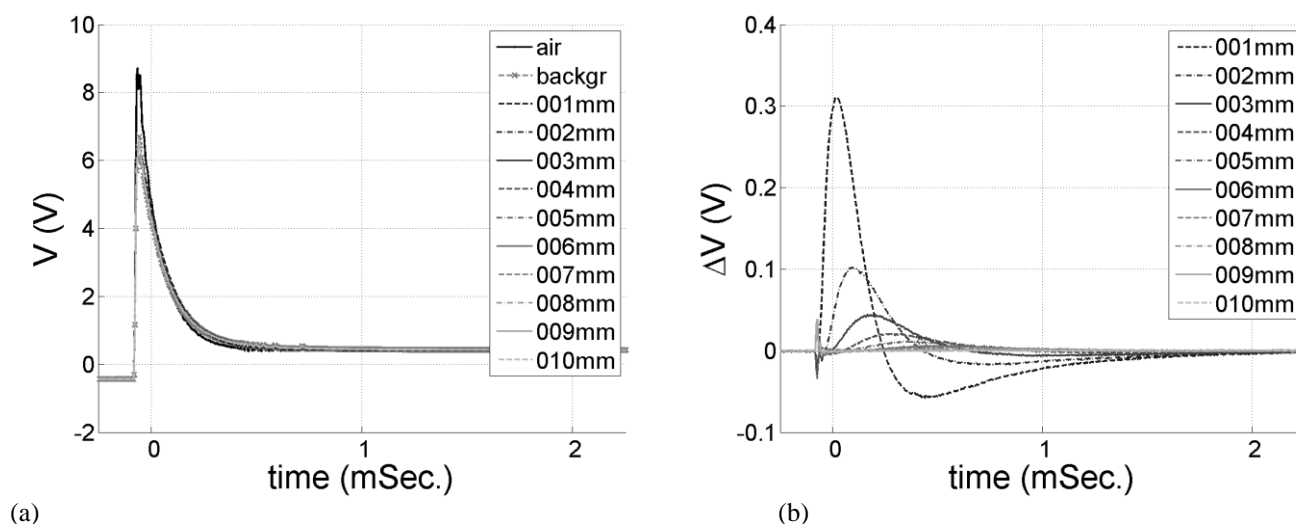 10
8
6
4
2
0
-2
V (V)
0
1
2
time (mSec.)
air
backgr
001mm
002mm
003mm
004mm
005mm
006mm
007mm
008mm
009mm
010mm
(a)
0.4
0.3
0.2
0.1
0
-0.1
ΔV (V)
0
1
2
time (mSec.)
001mm
002mm
003mm
004mm
005mm
006mm
007mm
008mm
009mm
010mm
(b)